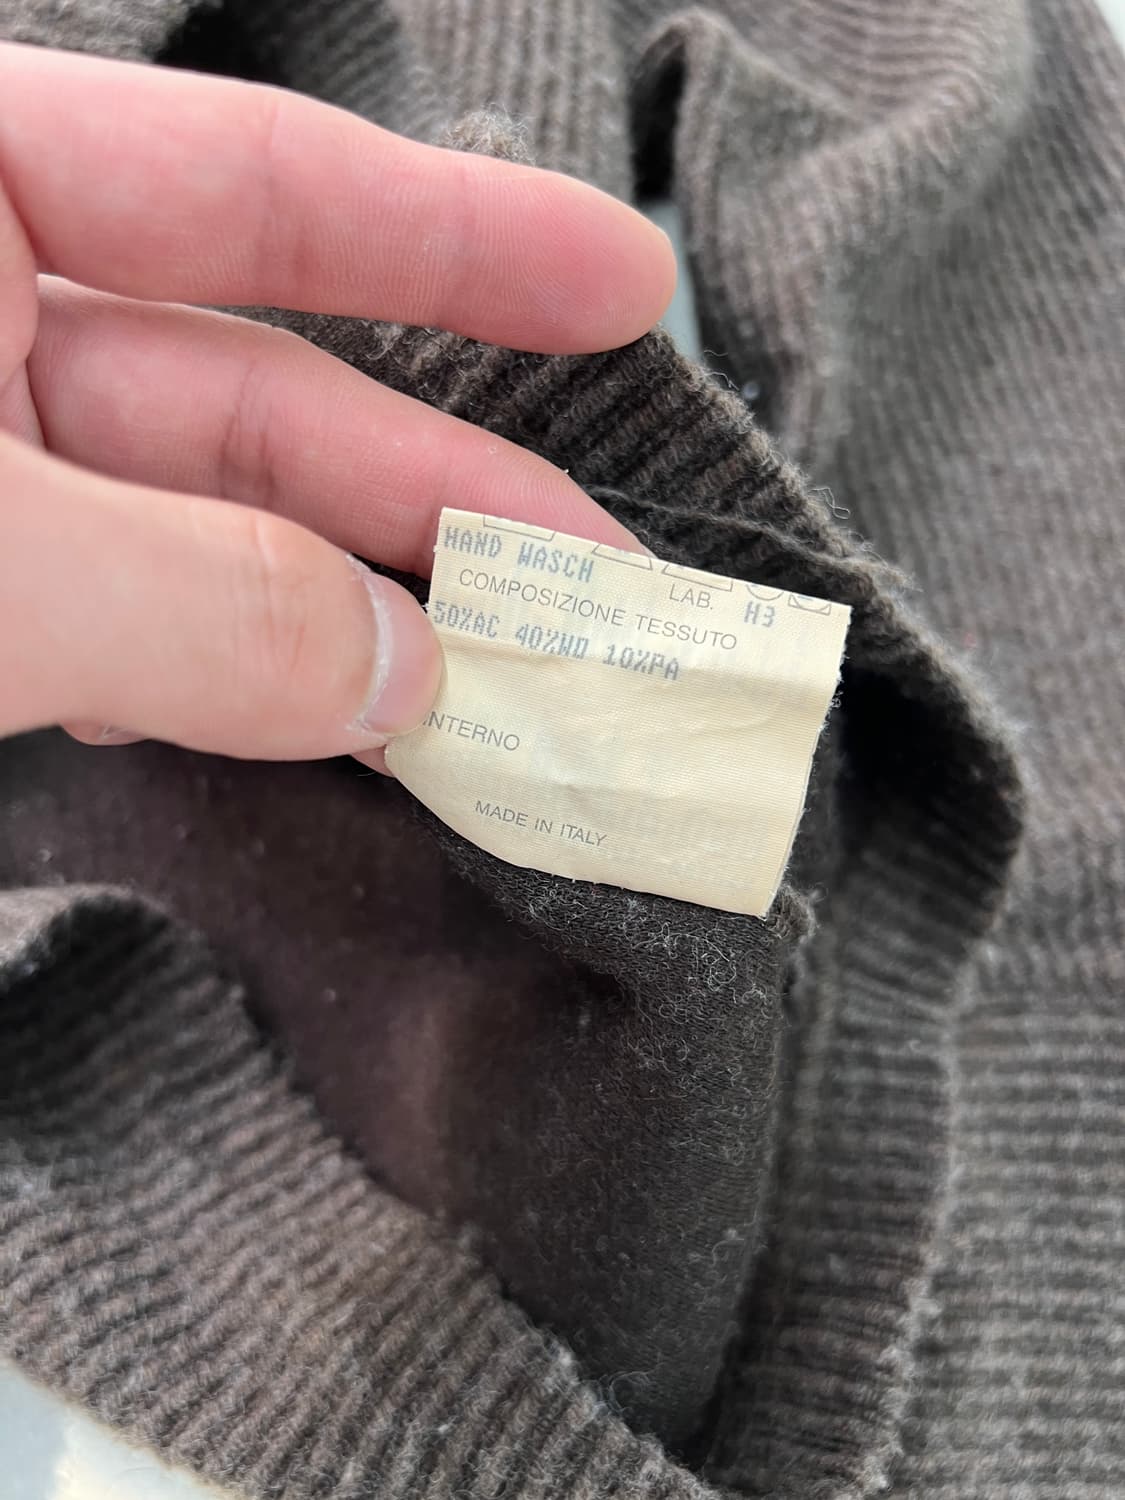 HAND WASCH
LAB. H3
COMPOSIZIONE TESSUTO
50%AC 40%WO 10%PA
INTERNO
MADE IN ITALY